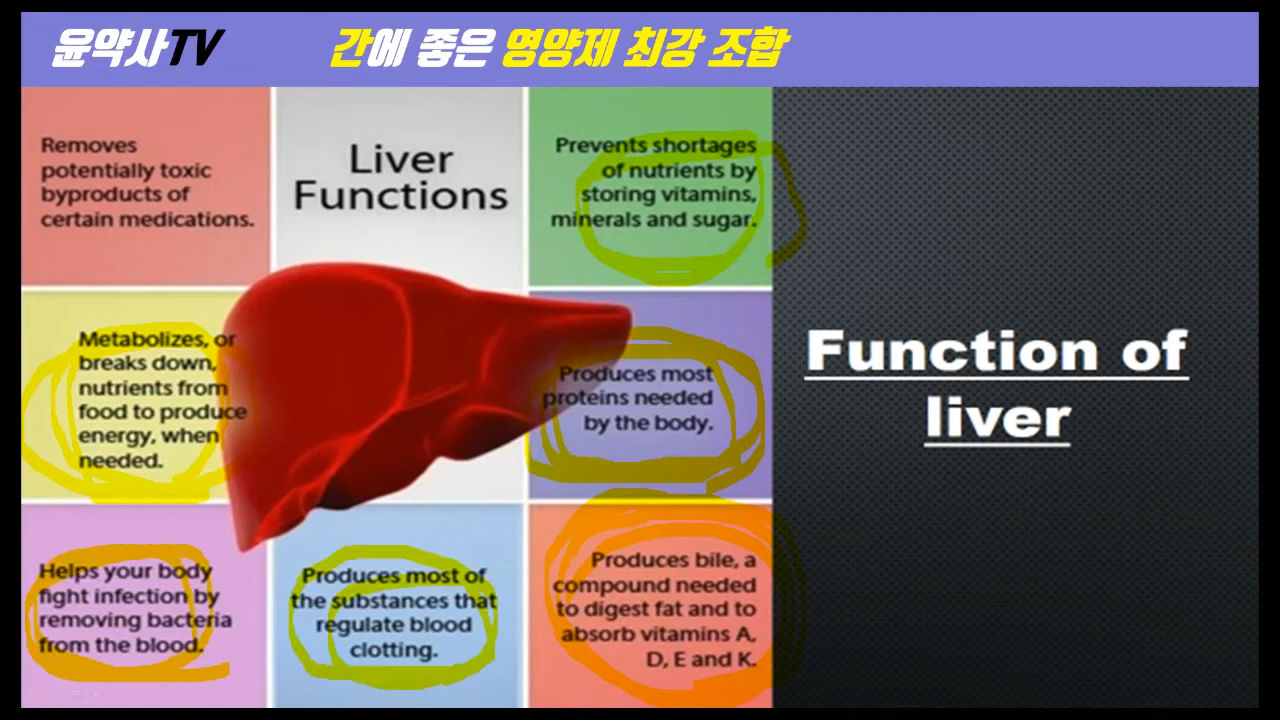 윤약사TV
간에 좋은 영양제 최강 조합
Removes
potentially toxic
byproducts of
certain medications.
Liver
Functions
Prevents shortages
of nutrients by
storing vitamins,
minerals and sugar.
Metabolizes, or
breaks down,
nutrients from
food to produce
energy, when
needed.
Produces most
proteins needed
by the body.
Helps your body
fight infection by
removing bacteria
from the blood.
Produces most of
the substances that
regulate blood
clotting.
Produces bile, a
compound needed
to digest fat and to
absorb vitamins A,
D, E and K.
Function of
liver